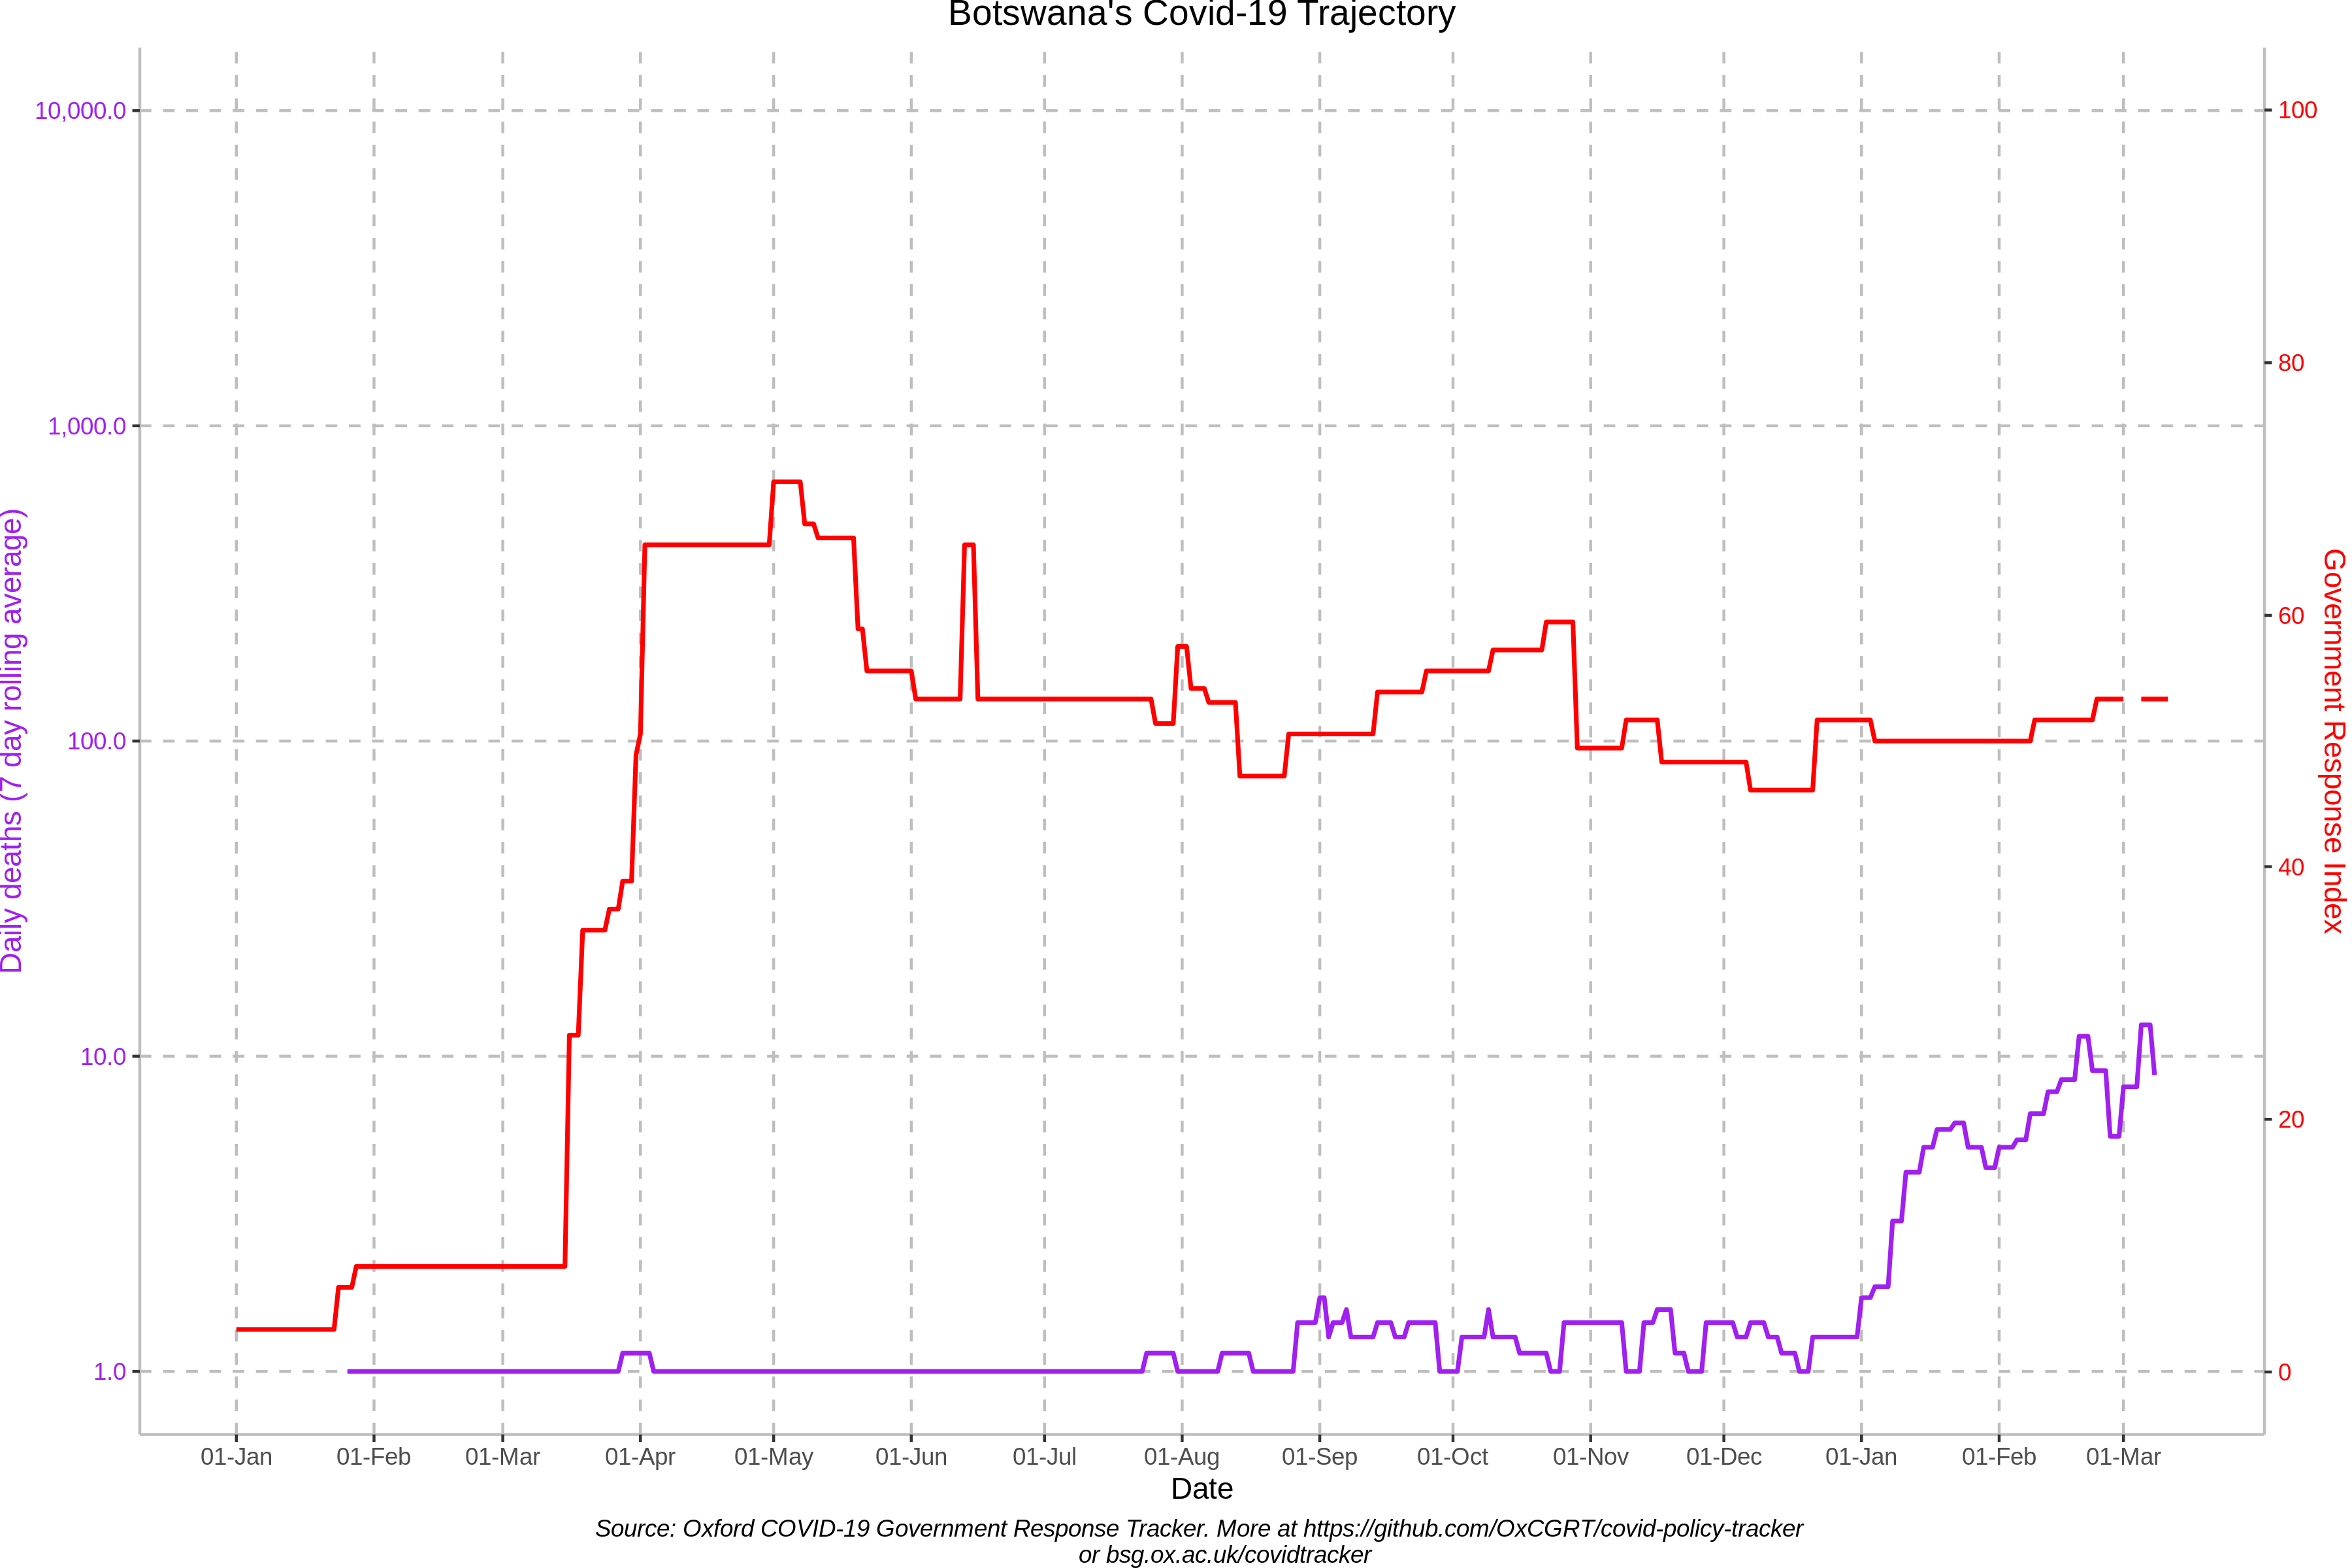 Botswana's Covid-19 Trajectory
10,000.0
1,000.0
100.0
10.0
1.0
Daily deaths (7 day rolling average)
100
80
60
40
20
0
Government Response Index
01-Jan
01-Feb
01-Mar
01-Apr
01-May
01-Jun
01-Jul
01-Aug
01-Sep
01-Oct
01-Nov
01-Dec
01-Jan
01-Feb
01-Mar
Date
Source: Oxford COVID-19 Government Response Tracker. More at https://github.com/OxCGRT/covid-policy-tracker
or bsg.ox.ac.uk/covidtracker